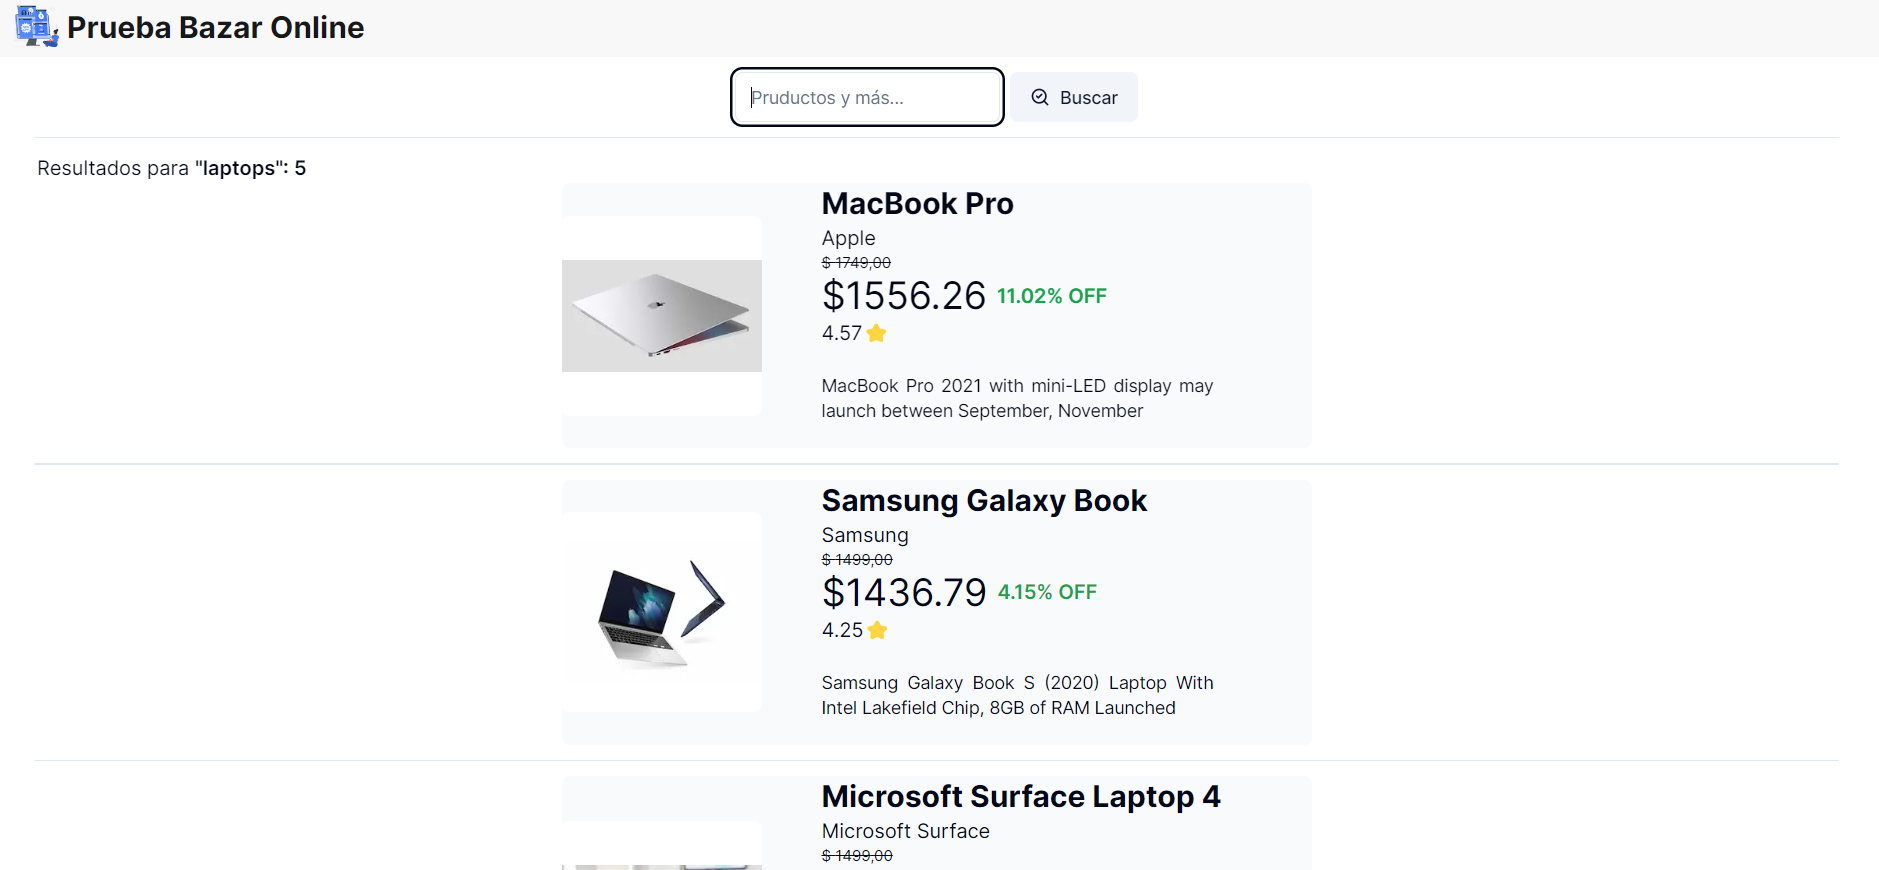 Prueba Bazar Online
Pruductos y más...
Buscar
Resultados para "laptops": 5
MacBook Pro
Apple
$ 1749,00
$1556.26 11.02% OFF
4.57
MacBook Pro 2021 with mini-LED display may
launch between September, November
Samsung Galaxy Book
Samsung
$ 1499,00
$1436.79 4.15% OFF
4.25
Samsung Galaxy Book S (2020) Laptop With
Intel Lakefield Chip, 8GB of RAM Launched
Microsoft Surface Laptop 4
Microsoft Surface
$ 1499,00